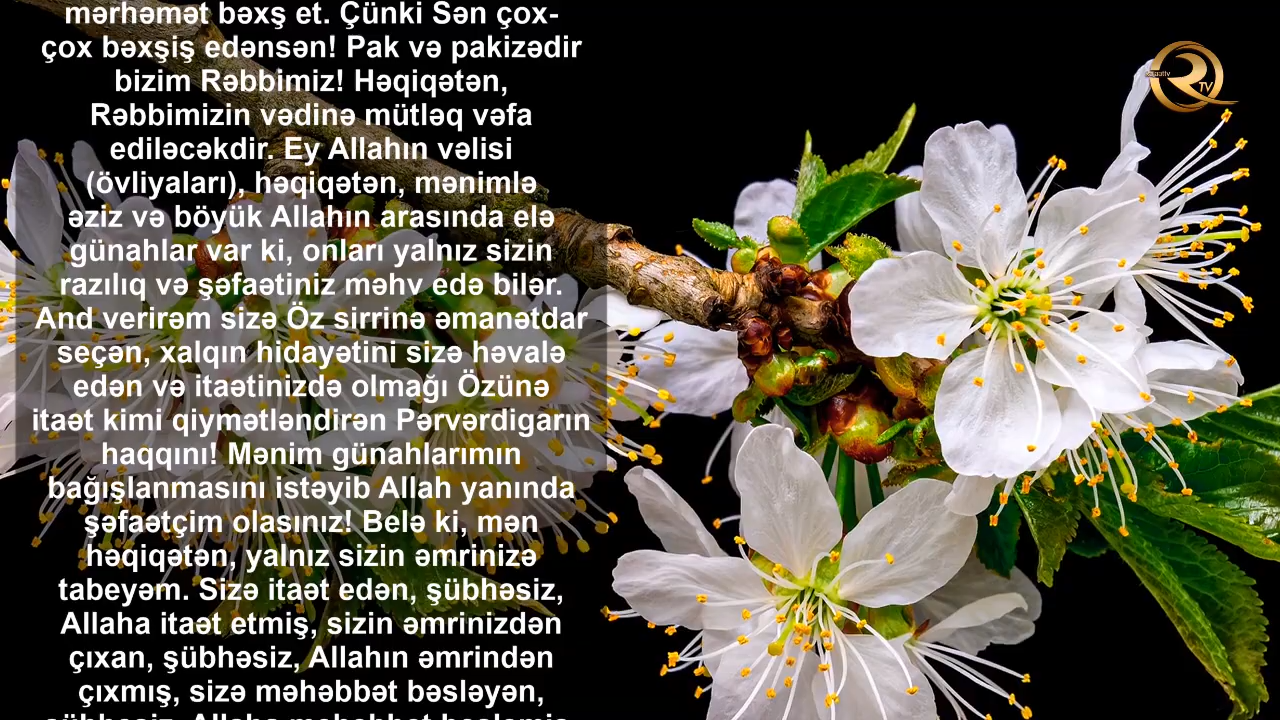 mərhəmət bəxş et. Çünki Sən çox-
çox bəxşiş edənsən! Pak və pakizədir
bizim Rəbbimiz! Həqiqətən,
Rəbbimizin vədinə mütləq vəfa
ediləcəkdir. Ey Allahın vəlisi
(övliyaları), həqiqətən, mənimlə
əziz və böyük Allahın arasında elə
günahlar var ki, onları yalnız sizin
razılıq və şəfaətiniz məhv edə bilər.
And verirəm sizə Öz sirrinə əmanətdar
seçən, xalqın hidayətini sizə həvalə
edən və itaətinizdə olmağı Özünə
itaət kimi qiymətləndirən Pərvərdigarın
haqqını! Mənim günahlarımın
bağışlanmasını istəyib Allah yanında
şəfaətçim olasınız! Belə ki, mən
həqiqətən, yalnız sizin əmrinizə
tabeyəm. Sizə itaət edən, şübhəsiz,
Allaha itaət etmiş, sizin əmrinizdən
çıxan, şübhəsiz, Allahın əmrindən
çıxmış, sizə məhəbbət bəsləyən,
R TV